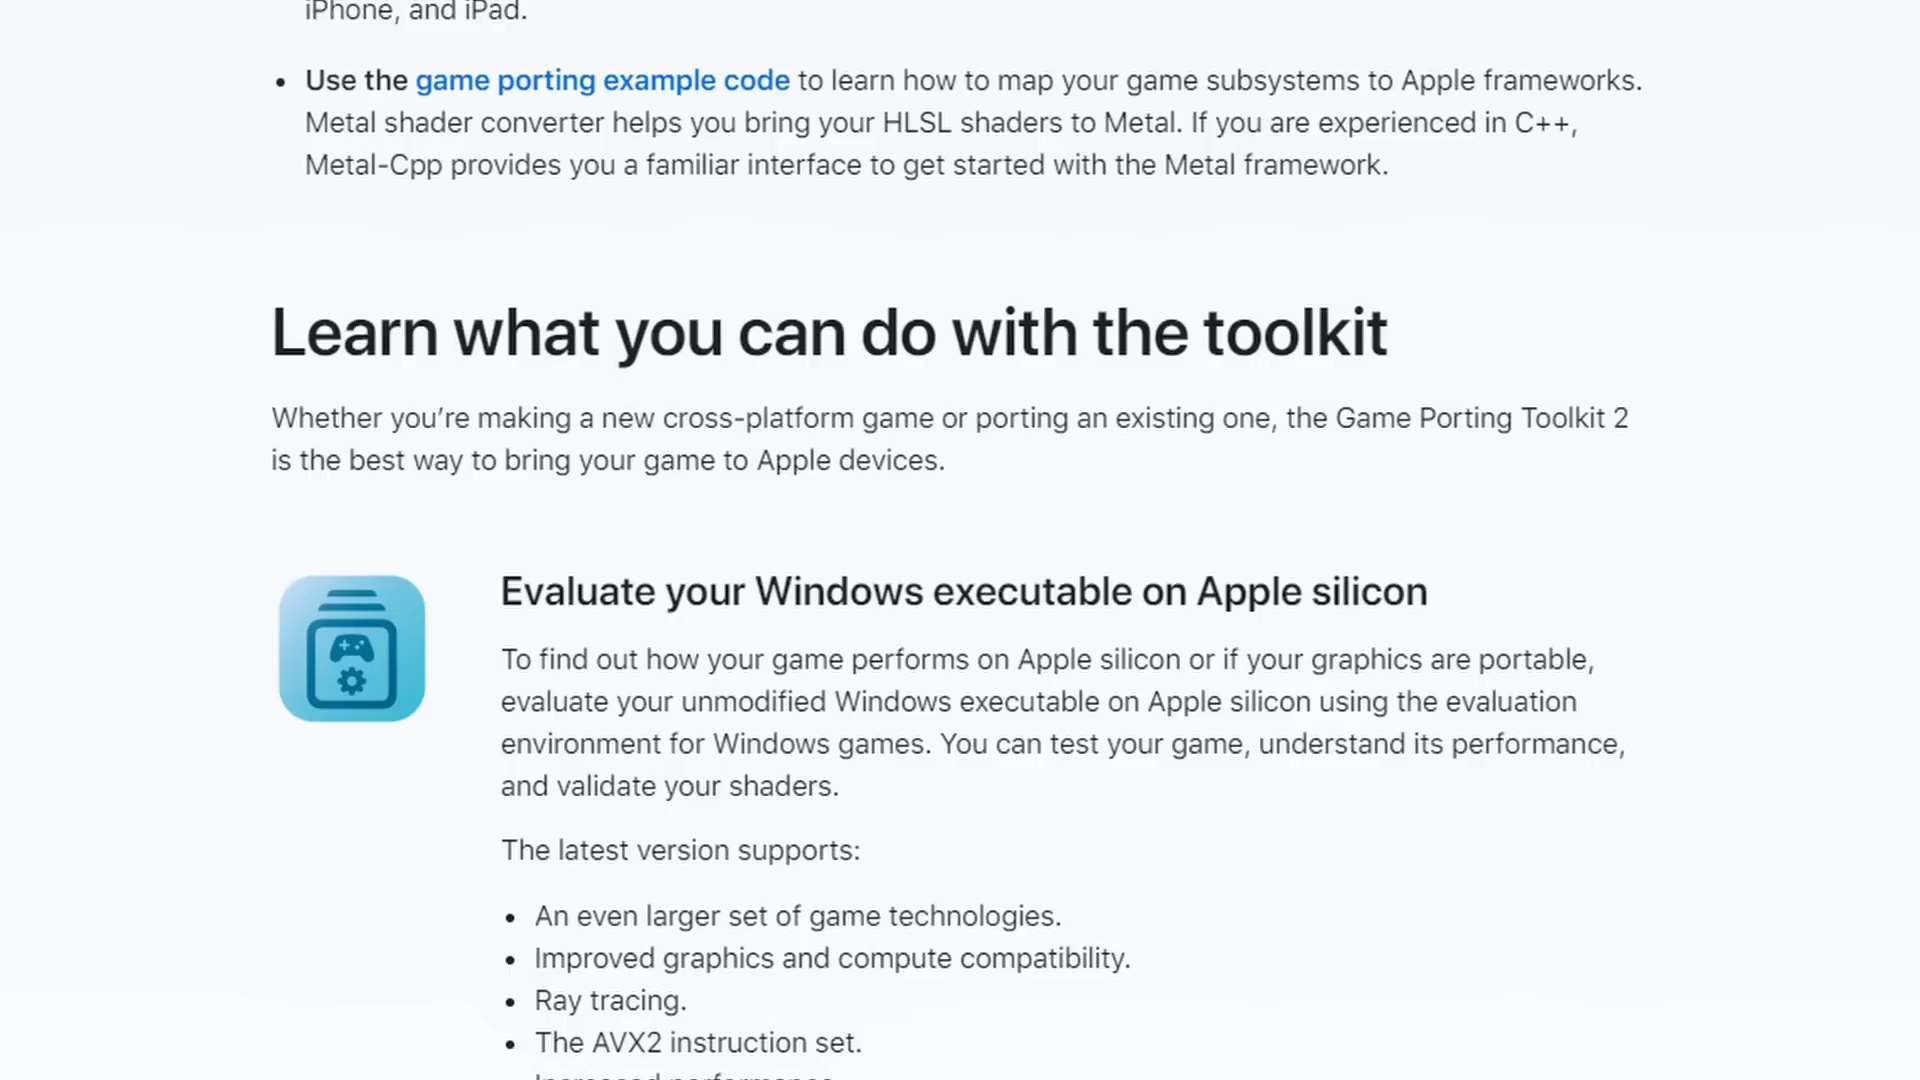 iPhone, and iPad.
• Use the game porting example code to learn how to map your game subsystems to Apple frameworks.
Metal shader converter helps you bring your HLSL shaders to Metal. If you are experienced in C++,
Metal-Cpp provides you a familiar interface to get started with the Metal framework.
Learn what you can do with the toolkit
Whether you’re making a new cross-platform game or porting an existing one, the Game Porting Toolkit 2
is the best way to bring your game to Apple devices.
Evaluate your Windows executable on Apple silicon
To find out how your game performs on Apple silicon or if your graphics are portable,
evaluate your unmodified Windows executable on Apple silicon using the evaluation
environment for Windows games. You can test your game, understand its performance,
and validate your shaders.
The latest version supports:
• An even larger set of game technologies.
• Improved graphics and compute compatibility.
• Ray tracing.
• The AVX2 instruction set.